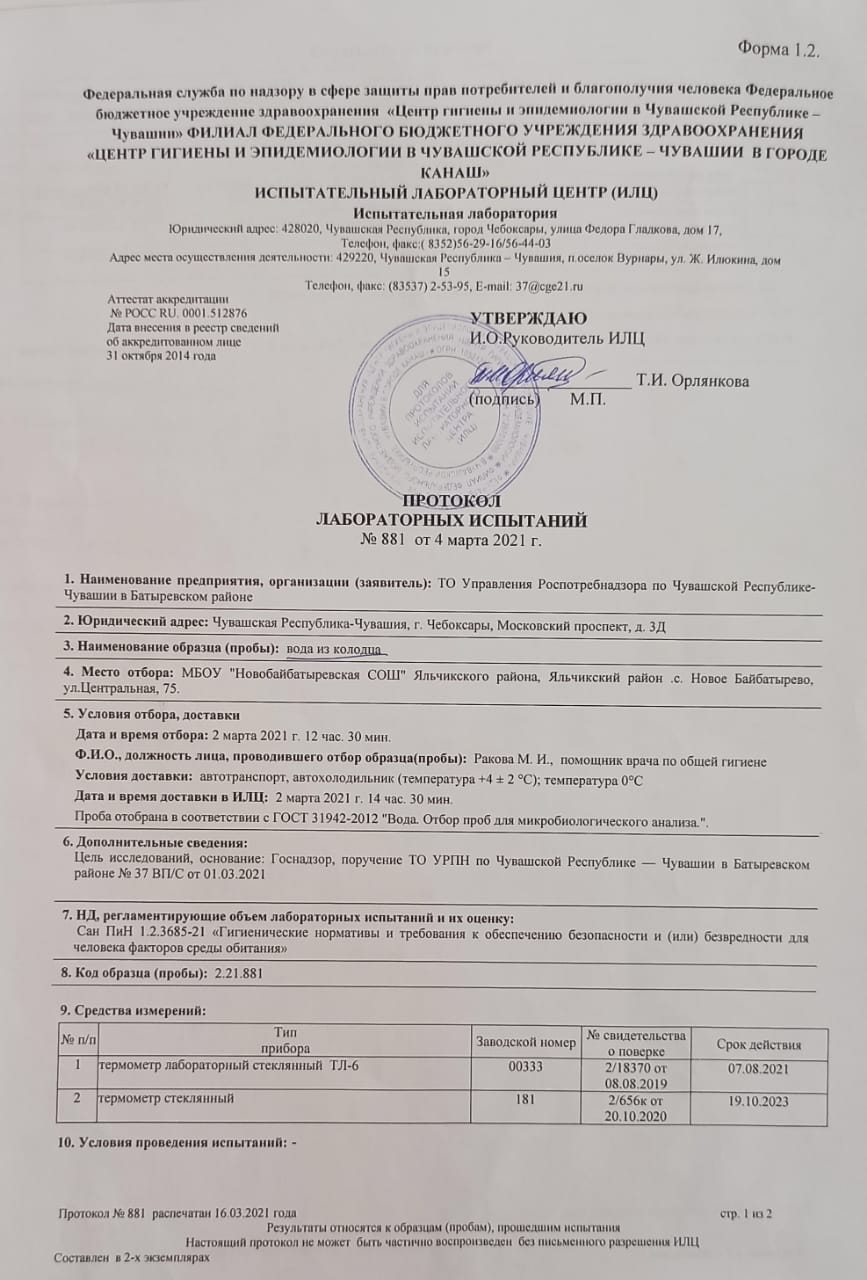 Форма 1.2.
Федеральная служба по надзору в сфере защиты прав потребителей и благополучия человека Федеральное
бюджетное учреждение здравоохранения «Центр гигиены и эпидемиологии в Чувашской Республике –
Чувашии» ФИЛИАЛ ФЕДЕРАЛЬНОГО БЮДЖЕТНОГО УЧРЕЖДЕНИЯ ЗДРАВООХРАНЕНИЯ
«ЦЕНТР ГИГИЕНЫ И ЭПИДЕМИОЛОГИИ В ЧУВАШСКОЙ РЕСПУБЛИКЕ – ЧУВАШИИ В ГОРОДЕ
КАНАШ»
ИСПЫТАТЕЛЬНЫЙ ЛАБОРАТОРНЫЙ ЦЕНТР (ИЛЦ)
Испытательная лаборатория
Юридический адрес: 428020, Чувашская Республика, город Чебоксары, улица Федора Гладкова, дом 17,
Телефон, факс:( 8352)56-29-16/56-44-03
Адрес места осуществления деятельности: 429220, Чувашская Республика – Чувашия, п.оселок Вурнары, ул. Ж. Илюкина, дом
15
Телефон, факс: (83537) 2-53-95, E-mail: 37@cge21.ru
Аттестат аккредитации
№ РОСС RU. 0001.512876
Дата внесения в реестр сведений
об аккредитованном лице
31 октября 2014 года
УТВЕРЖДАЮ
И.О.Руководитель ИЛЦ
Т.И. Орлянкова
(подпись) М.П.
ДЛЯ
ПРОТОКОЛОВ
ИСПЫТАНИЙ
ИСПЫТАТЕЛЬНОГО
ЛАБОРАТОРНОГО
ЦЕНТРА
(ИЛЦ)
ПРОТОКОЛ
ЛАБОРАТОРНЫХ ИСПЫТАНИЙ
№ 881 от 4 марта 2021 г.
1. Наименование предприятия, организации (заявитель): ТО Управления Роспотребнадзора по Чувашской Республике-
Чувашии в Батыревском районе
2. Юридический адрес: Чувашская Республика-Чувашия, г. Чебоксары, Московский проспект, д. 3Д
3. Наименование образца (пробы): вода из колодца
4. Место отбора: МБОУ "Новобайбатыревская СОШ" Яльчикского района, Яльчикский район .с. Новое Байбатырево,
ул.Центральная, 75.
5. Условия отбора, доставки
Дата и время отбора: 2 марта 2021 г. 12 час. 30 мин.
Ф.И.О., должность лица, проводившего отбор образца(пробы): Ракова М. И., помощник врача по общей гигиене
Условия доставки: автотранспорт, автохолодильник (температура +4 ± 2 °С); температура 0°С
Дата и время доставки в ИЛЦ: 2 марта 2021 г. 14 час. 30 мин.
Проба отобрана в соответствии с ГОСТ 31942-2012 "Вода. Отбор проб для микробиологического анализа.".
6. Дополнительные сведения:
Цель исследований, основание: Госнадзор, поручение ТО УРПН по Чувашской Республике — Чувашии в Батыревском
районе № 37 ВП/С от 01.03.2021
7. НД, регламентирующие объем лабораторных испытаний и их оценку:
Сан ПиН 1.2.3685-21 «Гигиенические нормативы и требования к обеспечению безопасности и (или) безвредности для
человека факторов среды обитания»
8. Код образца (пробы): 2.21.881
9. Средства измерений:
№ п/п Тип прибора Заводской номер № свидетельства о поверке Срок действия
1 термометр лабораторный стеклянный ТЛ-6 00333 2/18370 от 08.08.2019 07.08.2021
2 термометр стеклянный 181 2/656к от 20.10.2020 19.10.2023
10. Условия проведения испытаний: -
Протокол № 881 распечатан 16.03.2021 года стр. 1 из 2
Результаты относятся к образцам (пробам), прошедшим испытания
Настоящий протокол не может быть частично воспроизведен без письменного разрешения ИЛЦ
Составлен в 2-х экземплярах